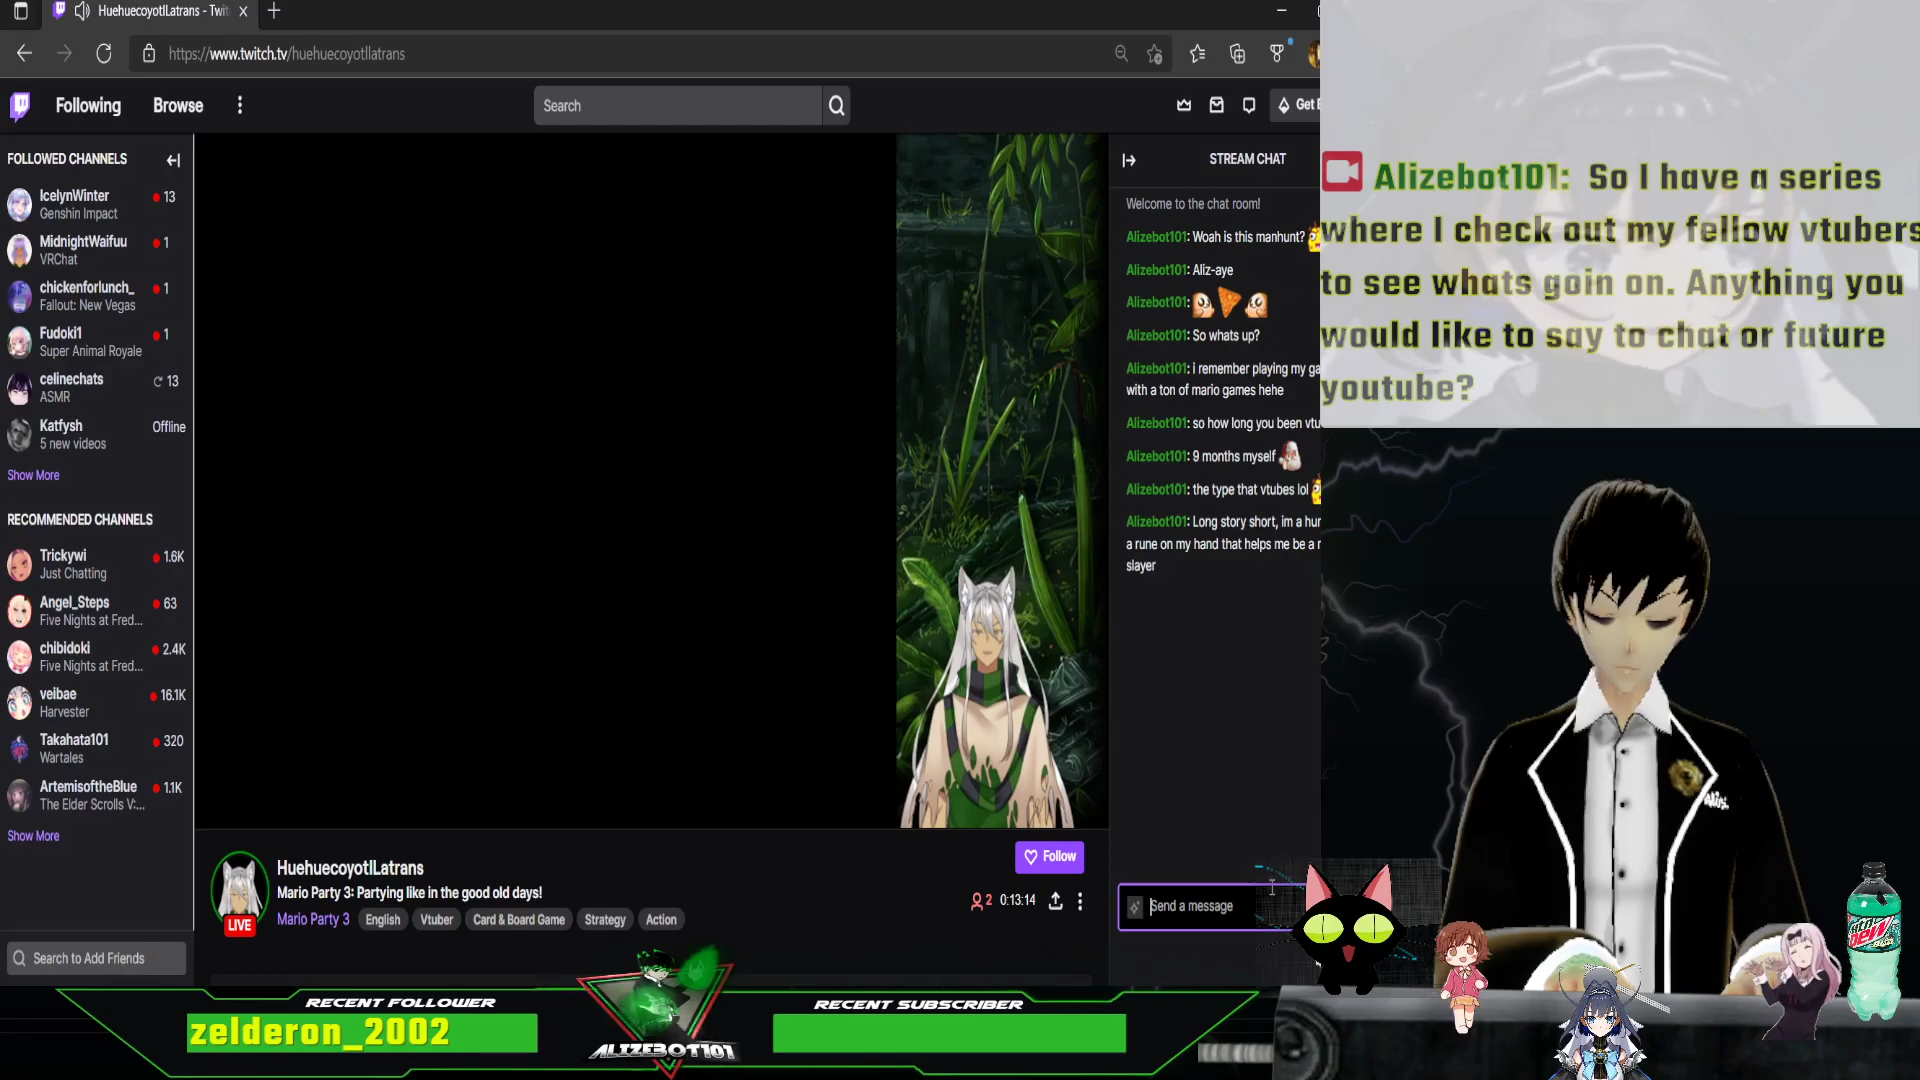 HuehuecoyotlLatrans - Twit
https://www.twitch.tv/huehuecoyotllatrans
Following
Browse
Search
Get
FOLLOWED CHANNELS
IcelynWinter
13
Genshin Impact
MidnightWaifuu
1
VRChat
chickenforlunch_
1
Fallout: New Vegas
Fudoki1
1
Super Animal Royale
celinechats
13
ASMR
Katfysh
Offline
5 new videos
Show More
RECOMMENDED CHANNELS
Trickywi
1.6K
Just Chatting
Angel_Steps
63
Five Nights at Fred...
chibidoki
2.4K
Five Nights at Fred...
veibae
16.1K
Harvester
Takahata101
320
Wartales
ArtemisoftheBlue
1.1K
The Elder Scrolls V:...
Show More
Search to Add Friends
HuehuecoyotlLatrans
Mario Party 3: Partying like in the good old days!
Mario Party 3
English
Vtuber
Card & Board Game
Strategy
Action
LIVE
Follow
2
0:13:14
STREAM CHAT
Welcome to the chat room!
Alizebot101: Woah is this manhunt?
Alizebot101: Aliz-aye
Alizebot101:
Alizebot101: So whats up?
Alizebot101: i remember playing my ga
with a ton of mario games hehe
Alizebot101: so how long you been vtu
Alizebot101: 9 months myself
Alizebot101: the type that vtubes lol
Alizebot101: Long story short, im a hu
a rune on my hand that helps me be a
slayer
Send a message
Alizebot101: So I have a series
where I check out my fellow vtubers
to see whats goin on. Anything you
would like to say to chat or future
youtube?
RECENT FOLLOWER
zelderon_2002
ALIZEBOT101
RECENT SUBSCRIBER